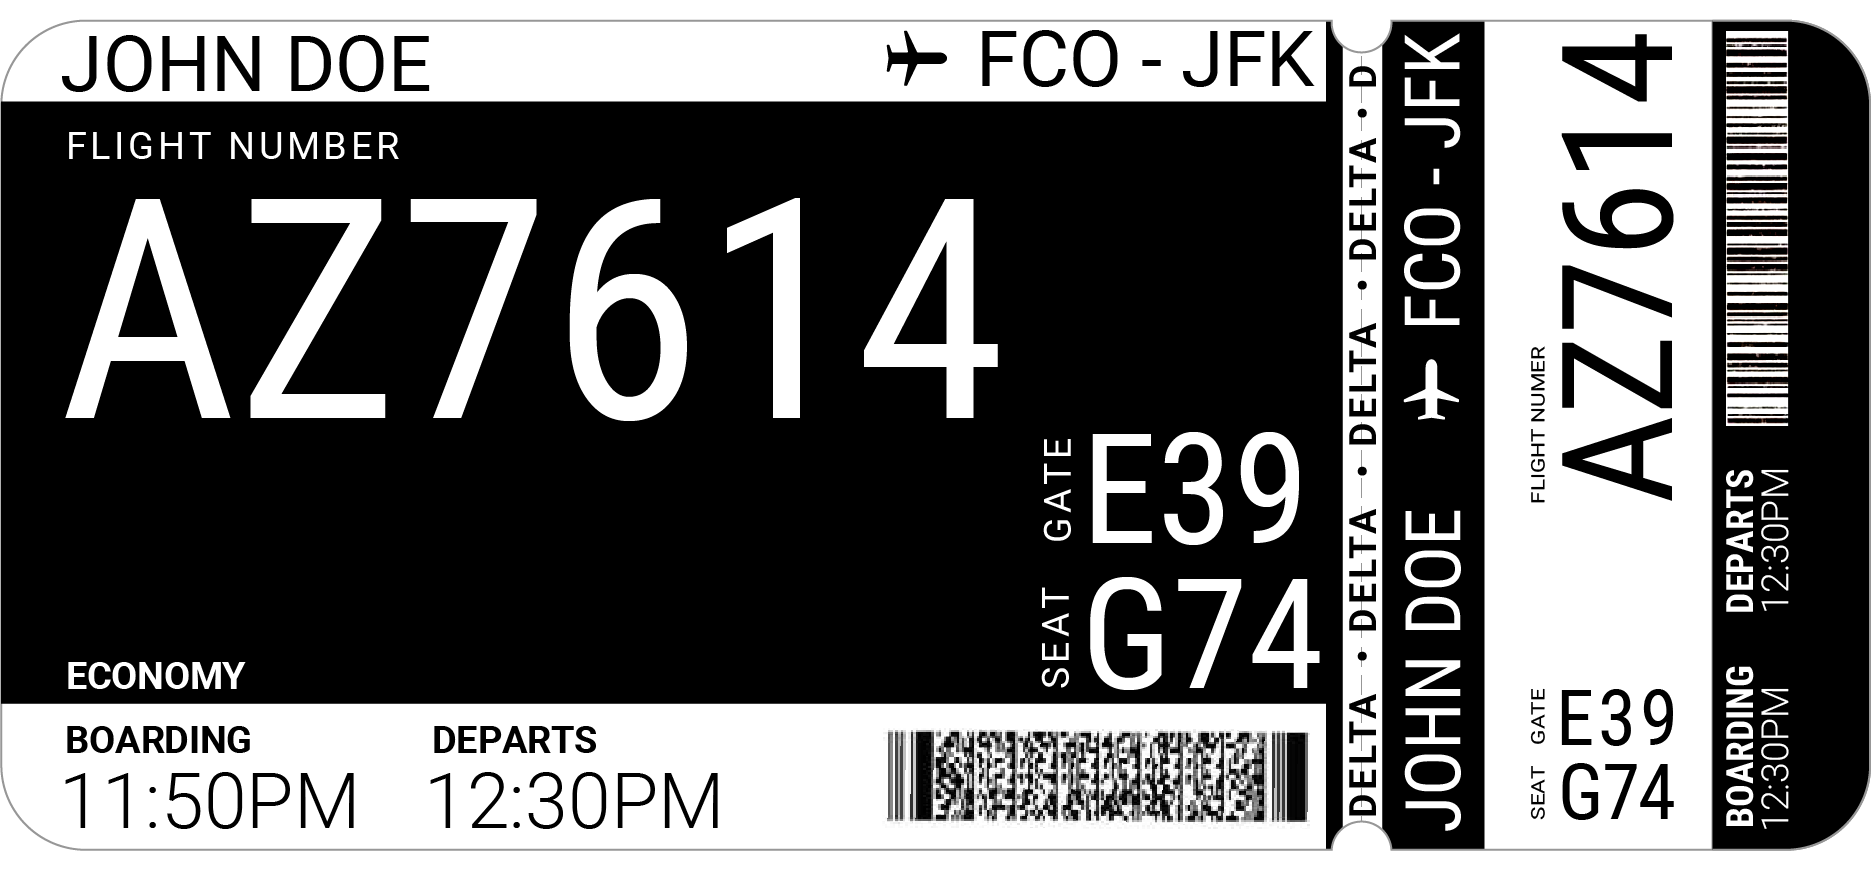 JOHN DOE
FCO - JFK
FLIGHT NUMBER
AZ7614
GATE
E39
SEAT
G74
ECONOMY
BOARDING
11:50PM
DEPARTS
12:30PM
DELTA • DELTA • DELTA • DELTA • D
JOHN DOE
FCO - JFK
FLIGHT NUMER
AZ7614
SEAT
G74
GATE
E39
BOARDING
12:30PM
DEPARTS
12:30PM